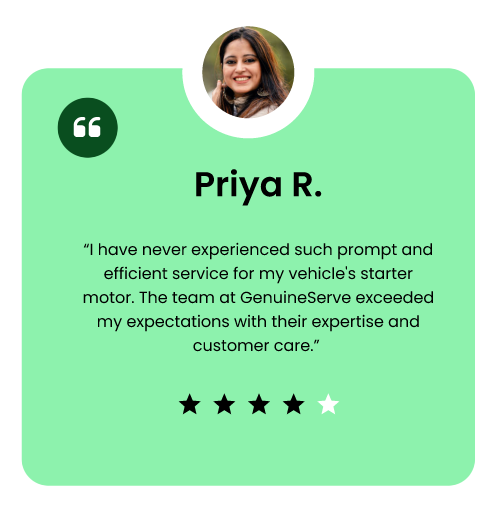 Priya R.
“I have never experienced such prompt and
efficient service for my vehicle's starter
motor. The team at GenuineServe exceeded
my expectations with their expertise and
customer care.”